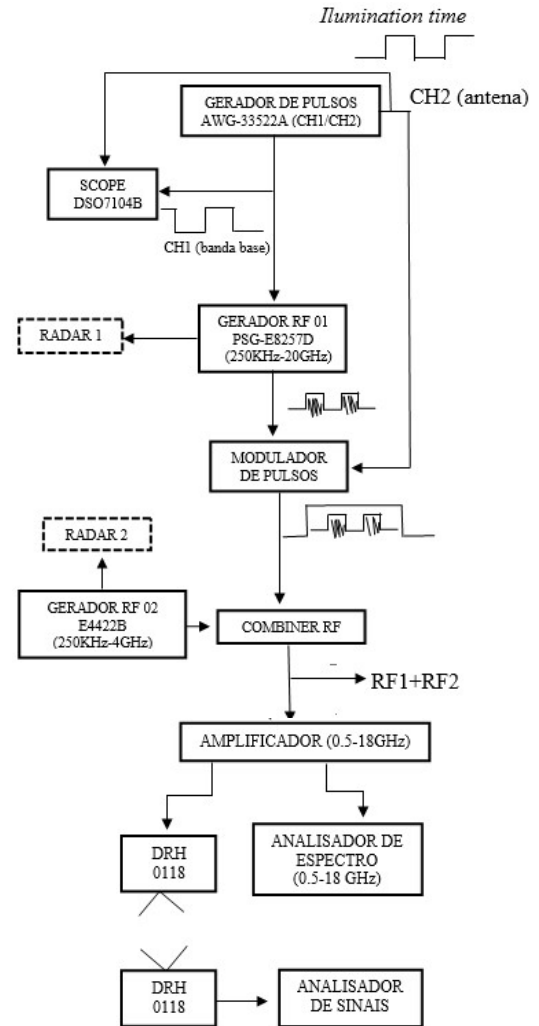 Ilumination time
CH2 (antena)
GERADOR DE PULSOS
AWG-33522A (CH1/CH2)
SCOPE
DSO7104B
CH1 (banda base)
GERADOR RF 01
PSG-E8257D
(250KHz-20GHz)
RADAR 1
MODULADOR
DE PULSOS
RADAR 2
GERADOR RF 02
E4422B
(250KHz-4GHz)
COMBINER RF
RF1+RF2
AMPLIFICADOR (0.5-18GHz)
DRH
0118
ANALISADOR DE
ESPECTRO
(0.5-18 GHz)
DRH
0118
ANALISADOR
DE SINAIS